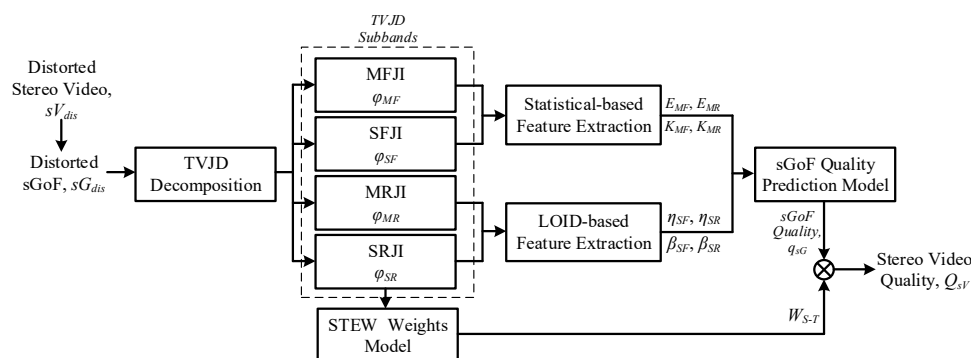 TVJD
Subbands
Distorted
Stereo Video,
sV_dis
Distorted
sGoF, sG_dis
TVJD
Decomposition
MFJI
φ_MF
SFJI
φ_SF
MRJI
φ_MR
SRJI
φ_SR
STEW Weights
Model
Statistical-based
Feature Extraction
E_MF, E_MR
K_MF, K_MR
LOID-based
Feature Extraction
η_SF, η_SR
β_SF, β_SR
sGoF Quality
Prediction Model
sGoF
Quality,
q_sG
W_S-T
Stereo Video
Quality, Q_sV